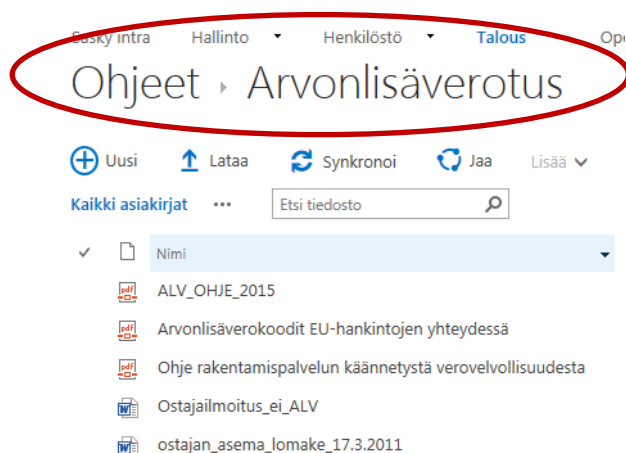 Sasky intra Hallinto Henkilöstö Talous
Ohjeet ▸ Arvonlisäverotus
Uusi Lataa Synkronoi Jaa Lisää
Kaikki asiakirjat ••• Etsi tiedosto
Nimi
ALV_OHJE_2015
Arvonlisäverokoodit EU-hankintojen yhteydessä
Ohje rakentamispalvelun käännetystä verovelvollisuudesta
Ostajailmoitus_ei_ALV
ostajan_asema_lomake_17.3.2011